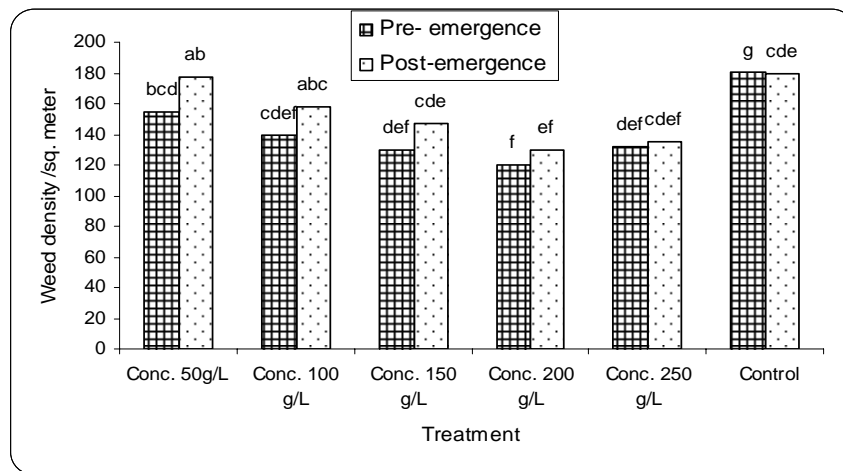 Pre- emergence
Post-emergence
200
180
160
140
120
100
80
60
40
20
0
Weed density /sq. meter
bcd
ab
cdef
abc
def
cde
f
ef
def
cdef
g
cde
Conc. 50g/L
Conc. 100
g/L
Conc. 150
g/L
Conc. 200
g/L
Conc. 250
g/L
Control
Treatment